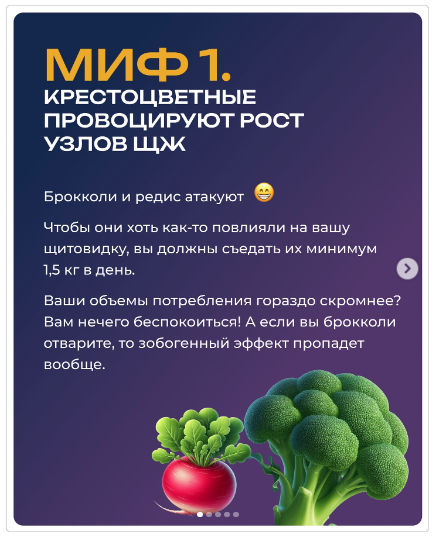 МИФ 1.
КРЕСТОЦВЕТНЫЕ
ПРОВОЦИРУЮТ РОСТ
УЗЛОВ ЩЖ
Брокколи и редис атакуют 😁
Чтобы они хоть как-то повлияли на вашу
щитовидку, вы должны съедать их минимум
1,5 кг в день.
Ваши объемы потребления гораздо скромнее?
Вам нечего беспокоиться! А если вы брокколи
отварите, то зобогенный эффект пропадет
вообще.